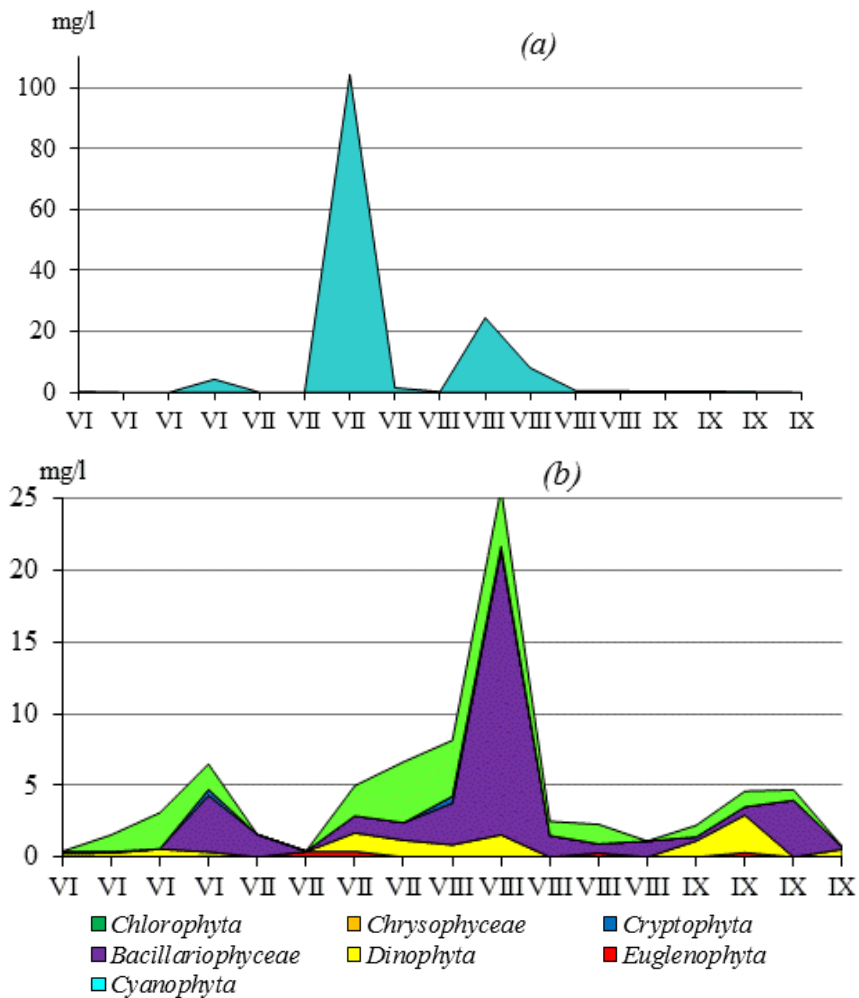 mg/l
(a)
100
80
60
40
20
0
VI VI VI VI VII VII VII VII VIII VIII VIII VIII VIII IX IX IX IX
mg/l
(b)
25
20
15
10
5
0
VI VI VI VI VII VII VII VII VIII VIII VIII VIII VIII IX IX IX IX
Chlorophyta Chrysophyceae Cryptophyta
Bacillariophyceae Dinophyta Euglenophyta
Cyanophyta